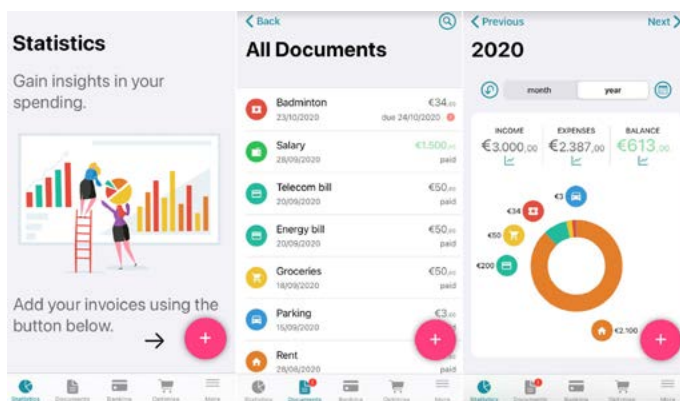 Statistics
Gain insights in your
spending.
Add your invoices using the
button below.
Statistics Documents Banking Optimize More
Back
All Documents
Badminton €34,00
23/10/2020 due 24/10/2020
Salary €1.500,00
28/09/2020 paid
Telecom bill €50,00
20/09/2020 paid
Energy bill €50,00
20/09/2020 paid
Groceries €50,00
18/09/2020 paid
Parking €3,00
15/09/2020
Rent
28/08/2020 paid
Statistics Documents Banking Optimize More
Previous Next
2020
month year
INCOME EXPENSES BALANCE
€3.000,00 €2.387,00 €613,00
€3
€34
€50
€200
€2.100
Statistics Documents Banking Optimize More